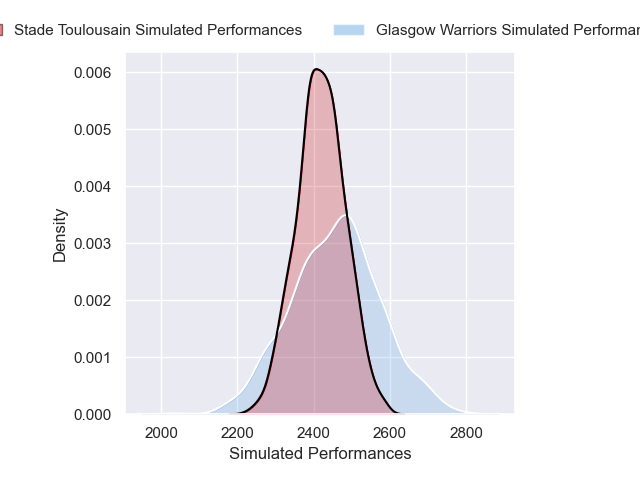 Stade Toulousain Simulated Performances
Glasgow Warriors Simulated
0.006
0.005
0.004
0.003
0.002
0.001
0.000
Density
2000 2200 2400 2600 2800
Simulated Performances